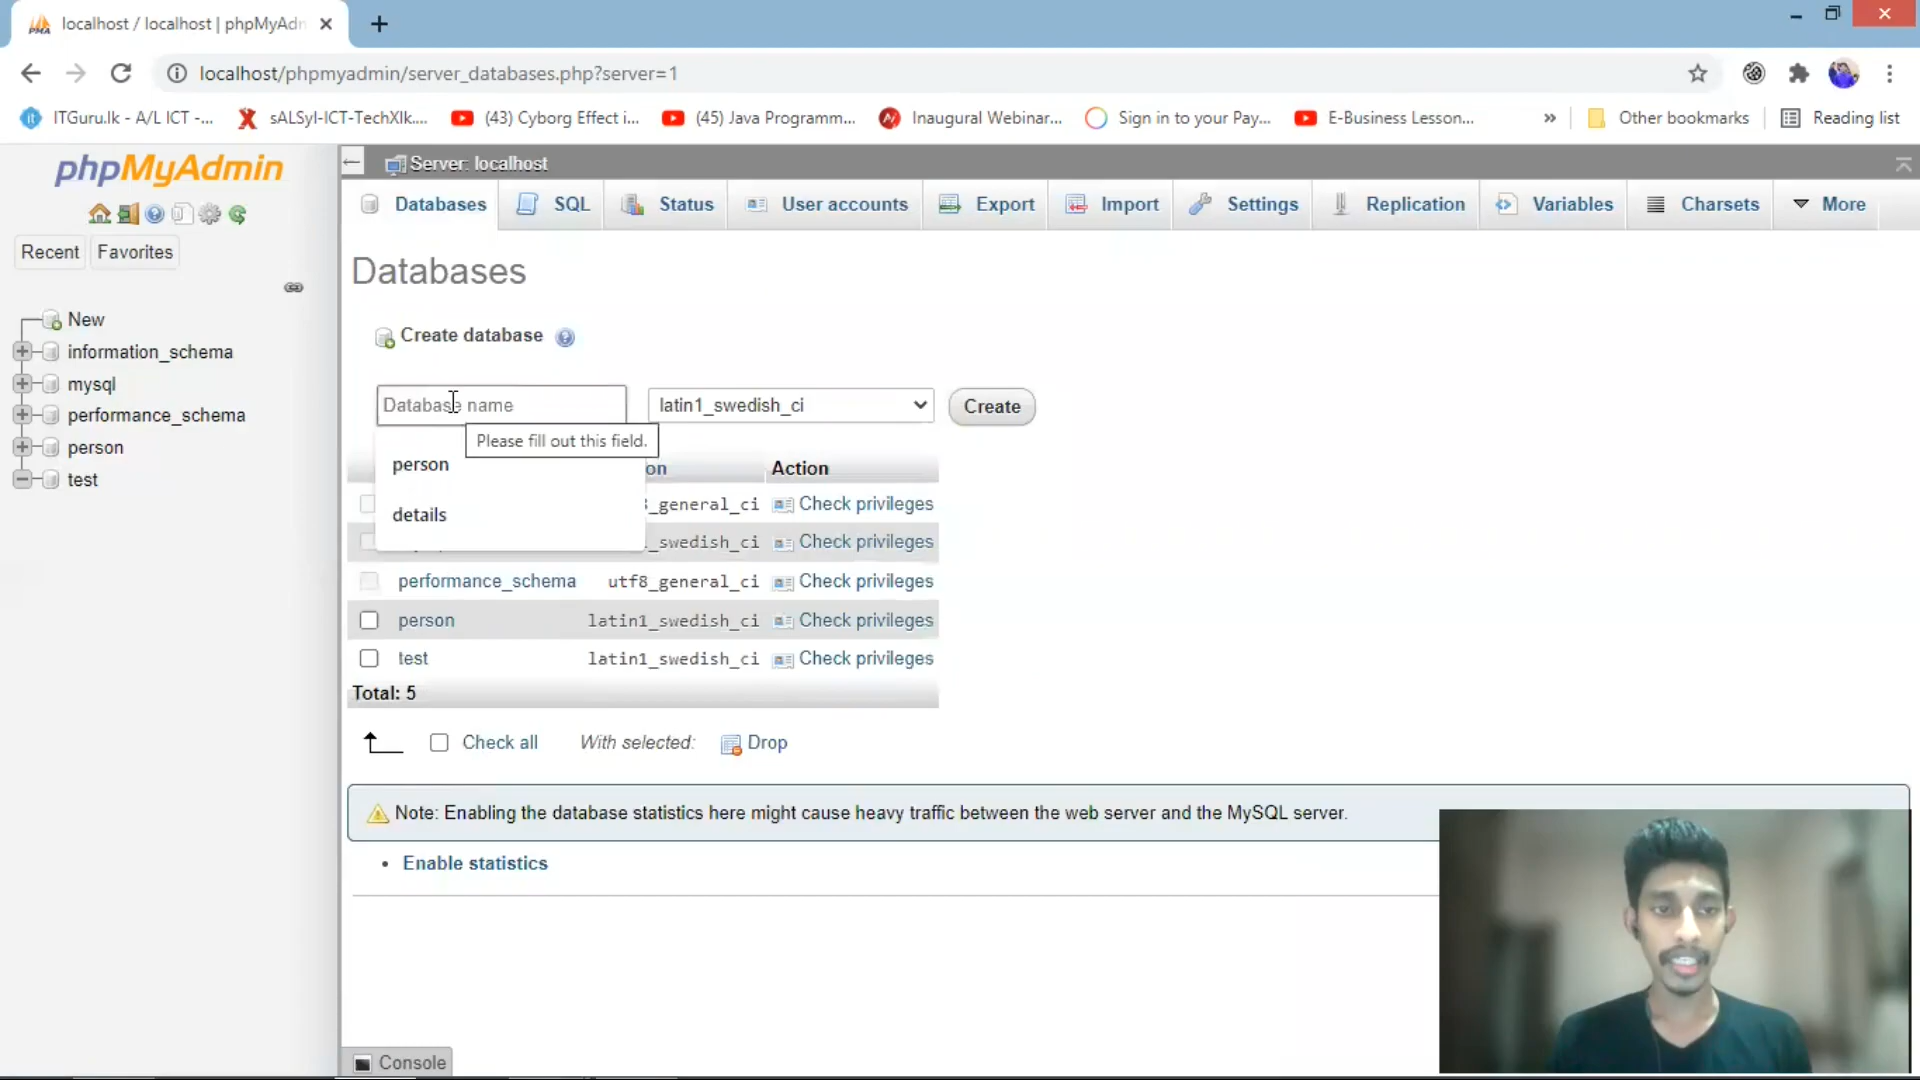 localhost / localhost | phpMyAdm
localhost/phpmyadmin/server_databases.php?server=1
ITGuru.lk - A/L ICT -... sALSyl-ICT-TechXlk.... (43) Cyborg Effect i... (45) Java Programm... Inaugural Webinar... Sign in to your Pay... E-Business Lesson... » Other bookmarks Reading list
phpMyAdmin
Recent Favorites
New
information_schema
mysql
performance_schema
person
test
Server: localhost
Databases SQL Status User accounts Export Import Settings Replication Variables Charsets More
Databases
Create database
Database name latin1_swedish_ci Create
Please fill out this field.
person
details
on Action
_general_ci Check privileges
_swedish_ci Check privileges
performance_schema utf8_general_ci Check privileges
person latin1_swedish_ci Check privileges
test latin1_swedish_ci Check privileges
Total: 5
Check all With selected: Drop
Note: Enabling the database statistics here might cause heavy traffic between the web server and the MySQL server.
Enable statistics
Console